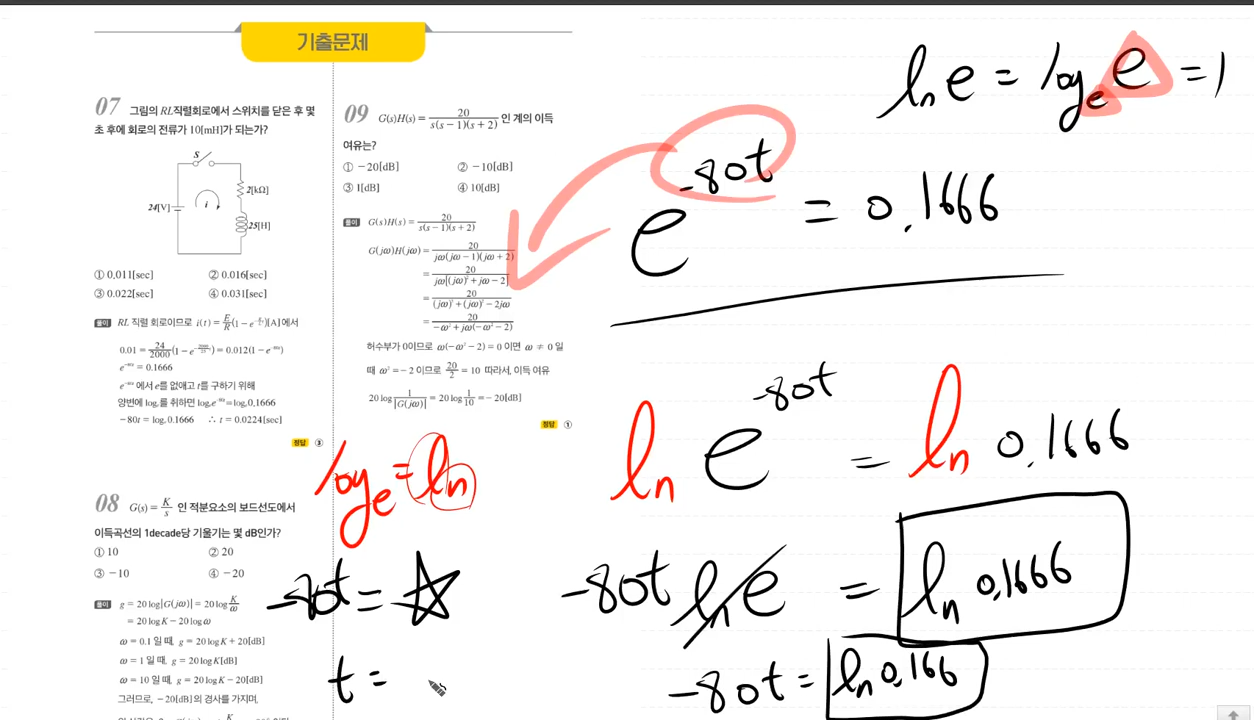 기출문제
07 그림의 RL직렬회로에서 스위치를 닫은 후 몇
초 후에 회로의 전류가 10[mH]가 되는가?
S
2[kΩ]
24[V]
i
25[H]
① 0.011[sec] ② 0.016[sec]
③ 0.022[sec] ④ 0.031[sec]
풀이 RL 직렬 회로이므로 i(t) = E/R(1 − e^(−R/L t))[A]에서
0.01 = 24/2000(1 − e^(−2000/25 t)) = 0.012(1 − e^(−80t))
e^(−80t) = 0.1666
e^(−80t)에서 e를 없애고 t를 구하기 위해
양변에 logₑ를 취하면 logₑe^(−80t) = logₑ0.1666
−80t = logₑ0.1666 ∴ t = 0.0224[sec]
정답 ③
08 G(s) = K/s 인 적분요소의 보드선도에서
이득곡선의 1decade당 기울기는 몇 dB인가?
① 10 ② 20
③ −10 ④ −20
풀이 g = 20 log|G(jω)| = 20 log K/ω
= 20 log K − 20 log ω
ω = 0.1 일 때, g = 20 log K + 20[dB]
ω = 1 일 때, g = 20 log K[dB]
ω = 10 일 때, g = 20 log K − 20[dB]
그러므로, −20[dB]의 경사를 가지며,
09 G(s)H(s) = 20/(s(s − 1)(s + 2)) 인 계의 이득
여유는?
① −20[dB] ② −10[dB]
③ 1[dB] ④ 10[dB]
풀이 G(s)H(s) = 20/(s(s − 1)(s + 2))
G(jω)H(jω) = 20/(jω(jω − 1)(jω + 2))
= 20/(jω[(jω)² + jω − 2])
= 20/((jω)³ + (jω)² − 2jω)
= 20/(−ω² + jω(−ω² − 2))
허수부가 0이므로 ω(−ω² − 2) = 0 이면 ω ≠ 0 일
때 ω² = −2 이므로 20/2 = 10 따라서, 이득 여유
20 log 1/|G(jω)| = 20 log 1/10 = −20[dB]
정답 ①
ln e = logₑ e = 1
e^(-80t) = 0.1666
ln e^(-80t) = ln 0.1666
logₑ = ln
-80t ln e = ln 0.1666
-80t = ☆
-80t = ln 0.166
t =